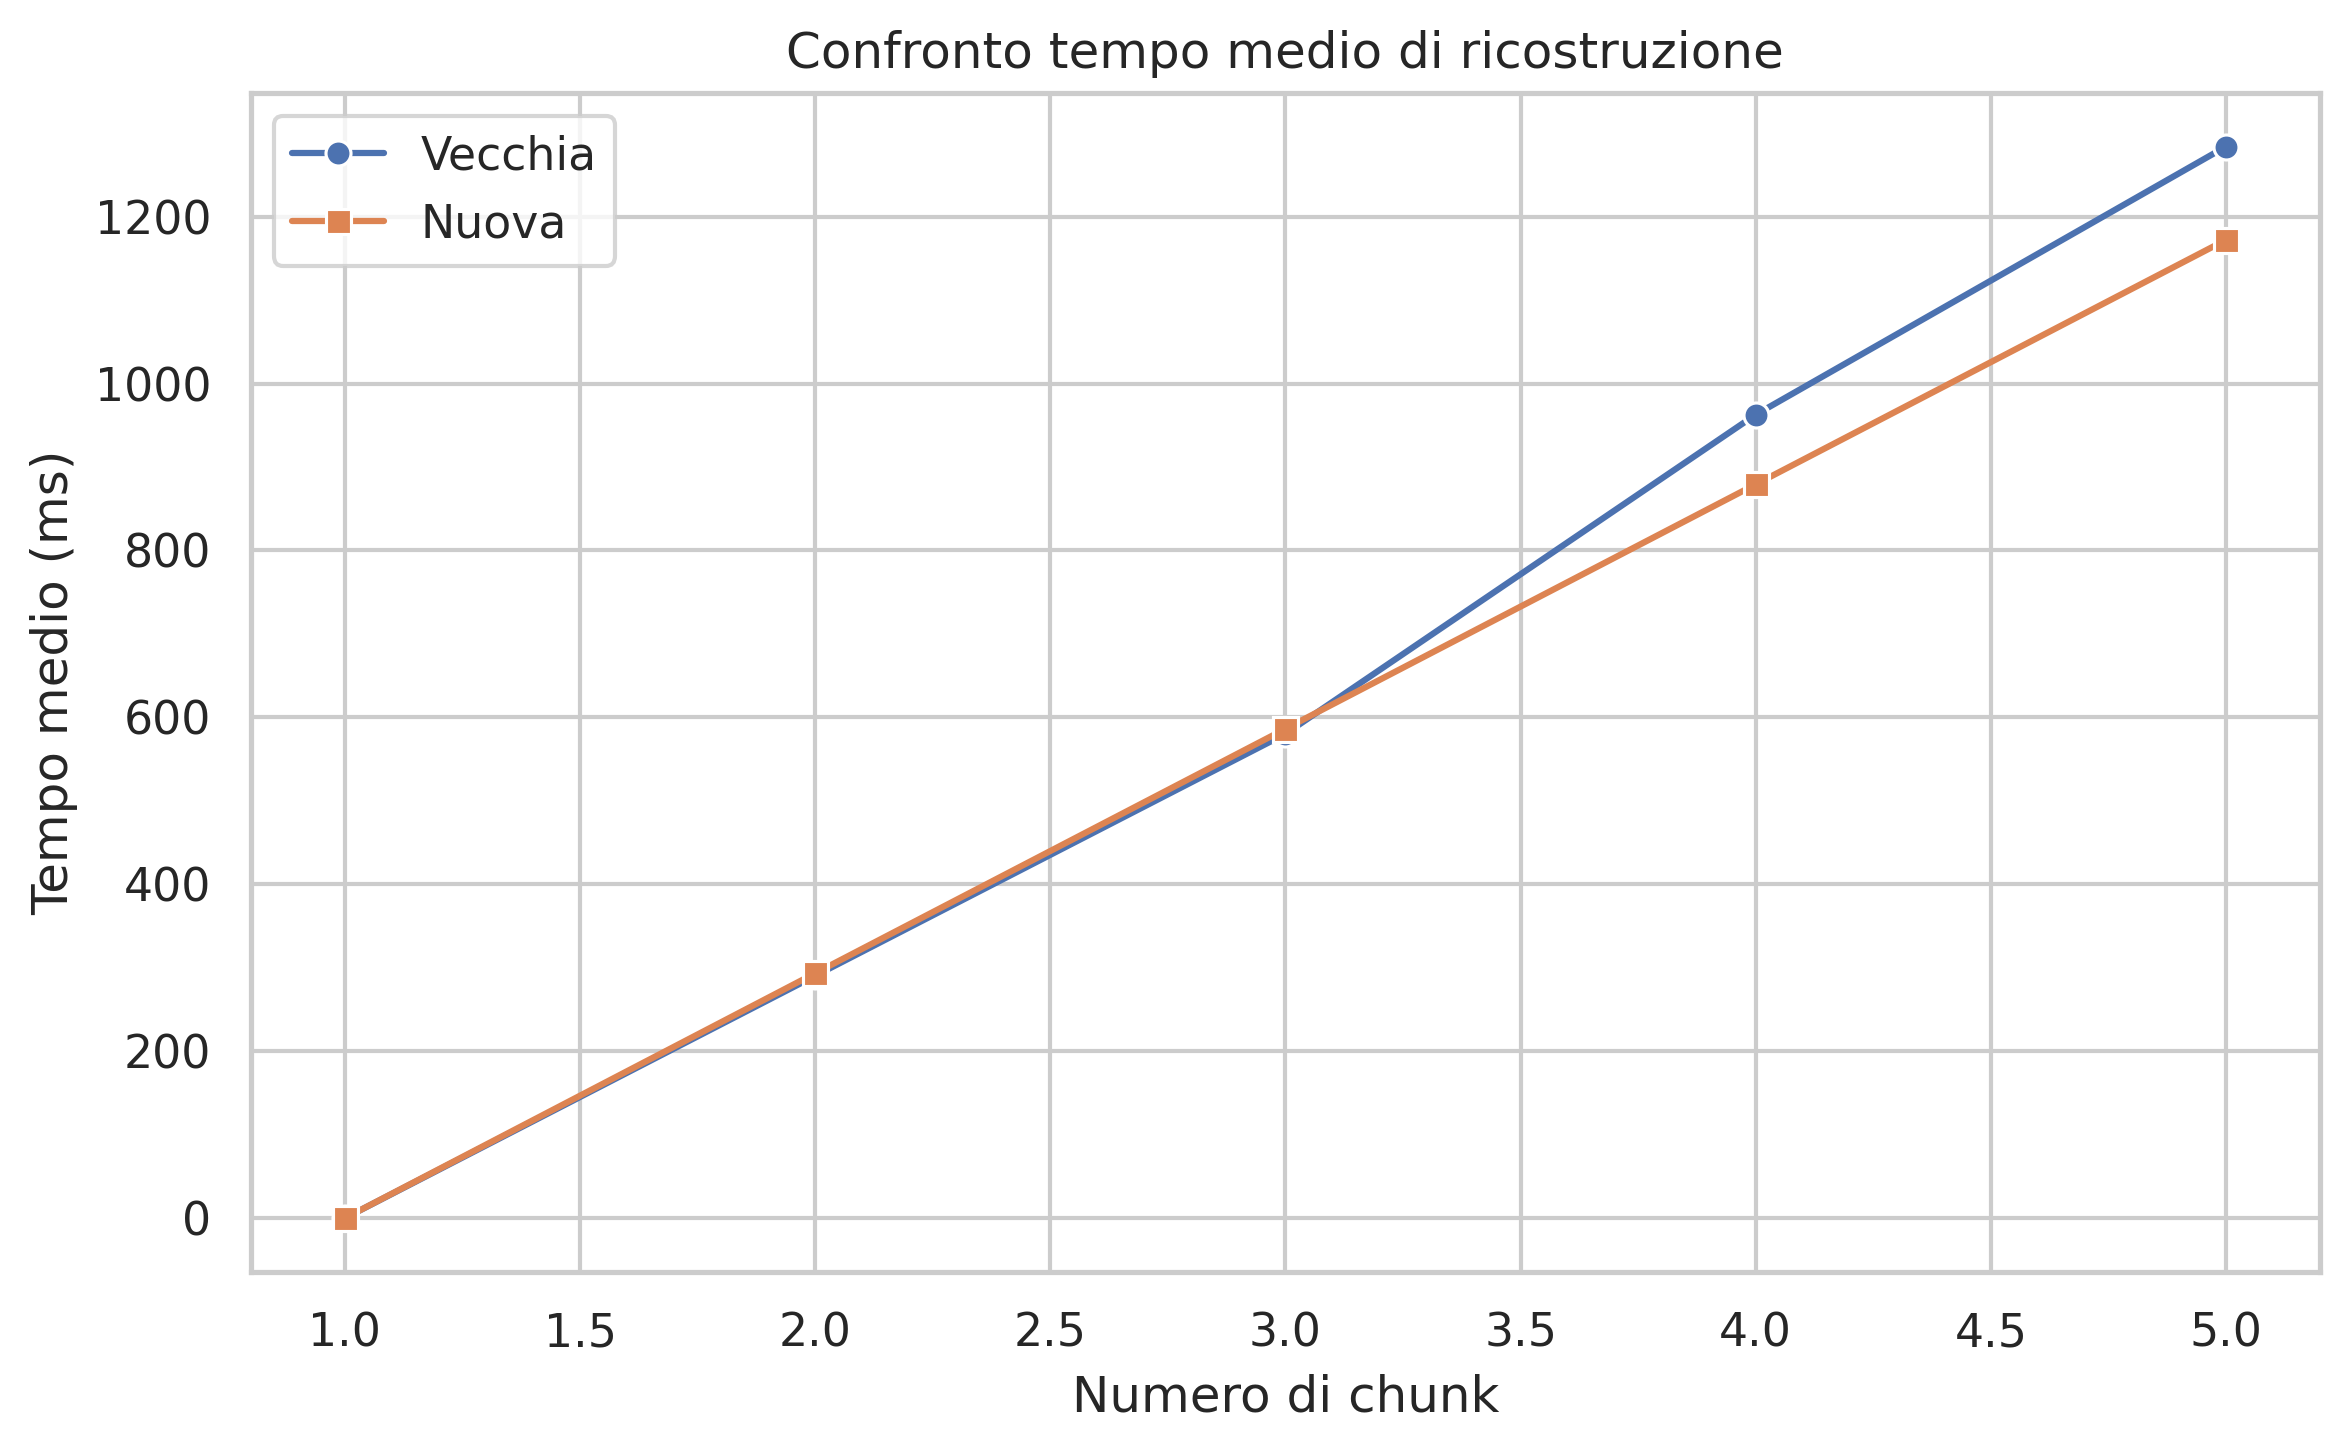 Confronto tempo medio di ricostruzione
Vecchia
Nuova
Tempo medio (ms)
1200
1000
800
600
400
200
0
1.0 1.5 2.0 2.5 3.0 3.5 4.0 4.5 5.0
Numero di chunk